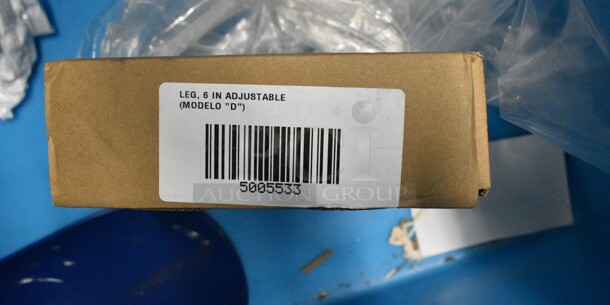 LEG, 6 IN ADJUSTABLE
(MODELO "D")
5005533
AUCTION GROUP